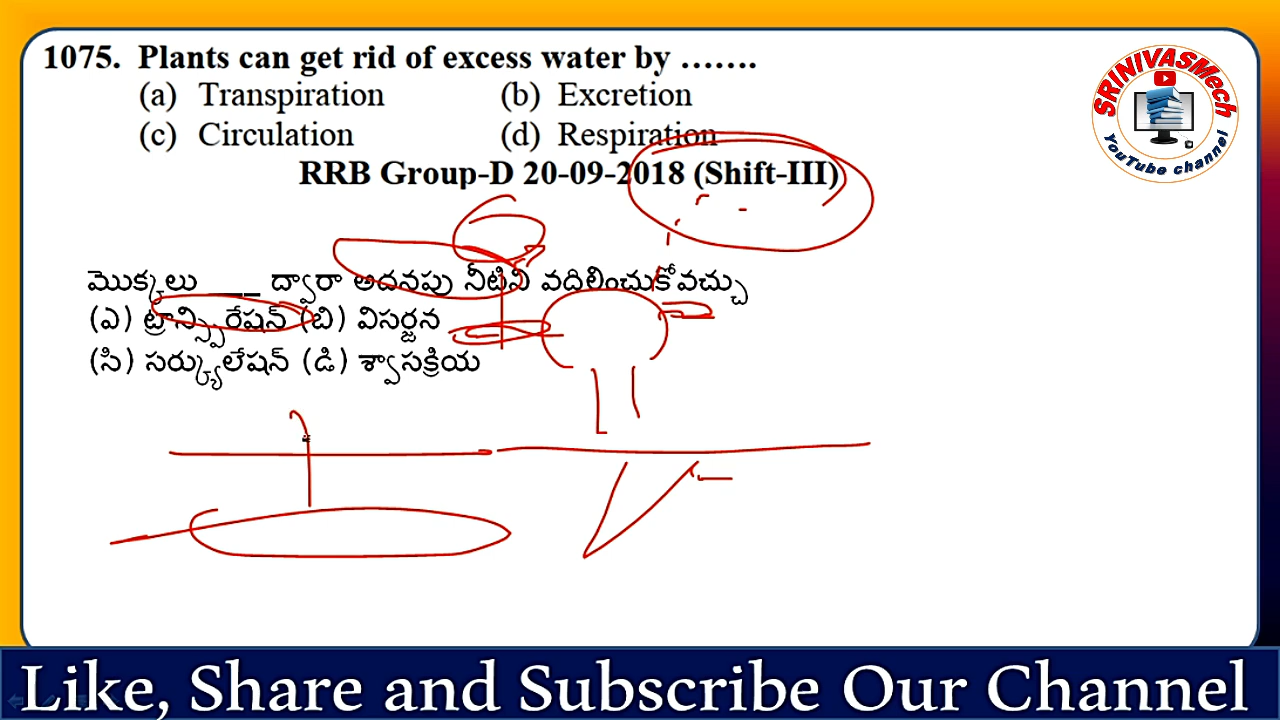 1075. Plants can get rid of excess water by …….
(a) Transpiration (b) Excretion
(c) Circulation (d) Respiration
RRB Group-D 20-09-2018 (Shift-III)
మొక్కలు ___ ద్వారా అదనపు నీటిని వదిలించుకోవచ్చు
(ఎ) ట్రాన్స్పిరేషన్ (బి) విసర్జన
(సి) సర్క్యులేషన్ (డి) శ్వాసక్రియ
SRINIVASMech
YouTube channel
Like, Share and Subscribe Our Channel